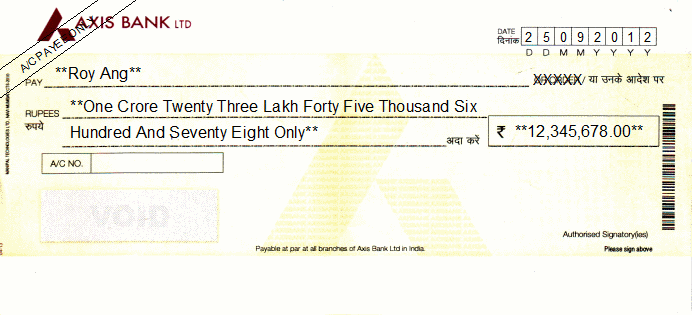 AXIS BANK LTD
A/C PAYEE ONLY
DATE
दिनांक
2 5 0 9 2 0 1 2
D D M M Y Y Y Y
PAY **Roy Ang** XXXXX या उनके आदेश पर
RUPEES **One Crore Twenty Three Lakh Forty Five Thousand Six
रुपये Hundred And Seventy Eight Only** अदा करें ₹ **12,345,678.00**
A/C NO.
VOID
Authorised Signatory(ies)
Payable at par at all branches of Axis Bank Ltd in India.
Please sign above